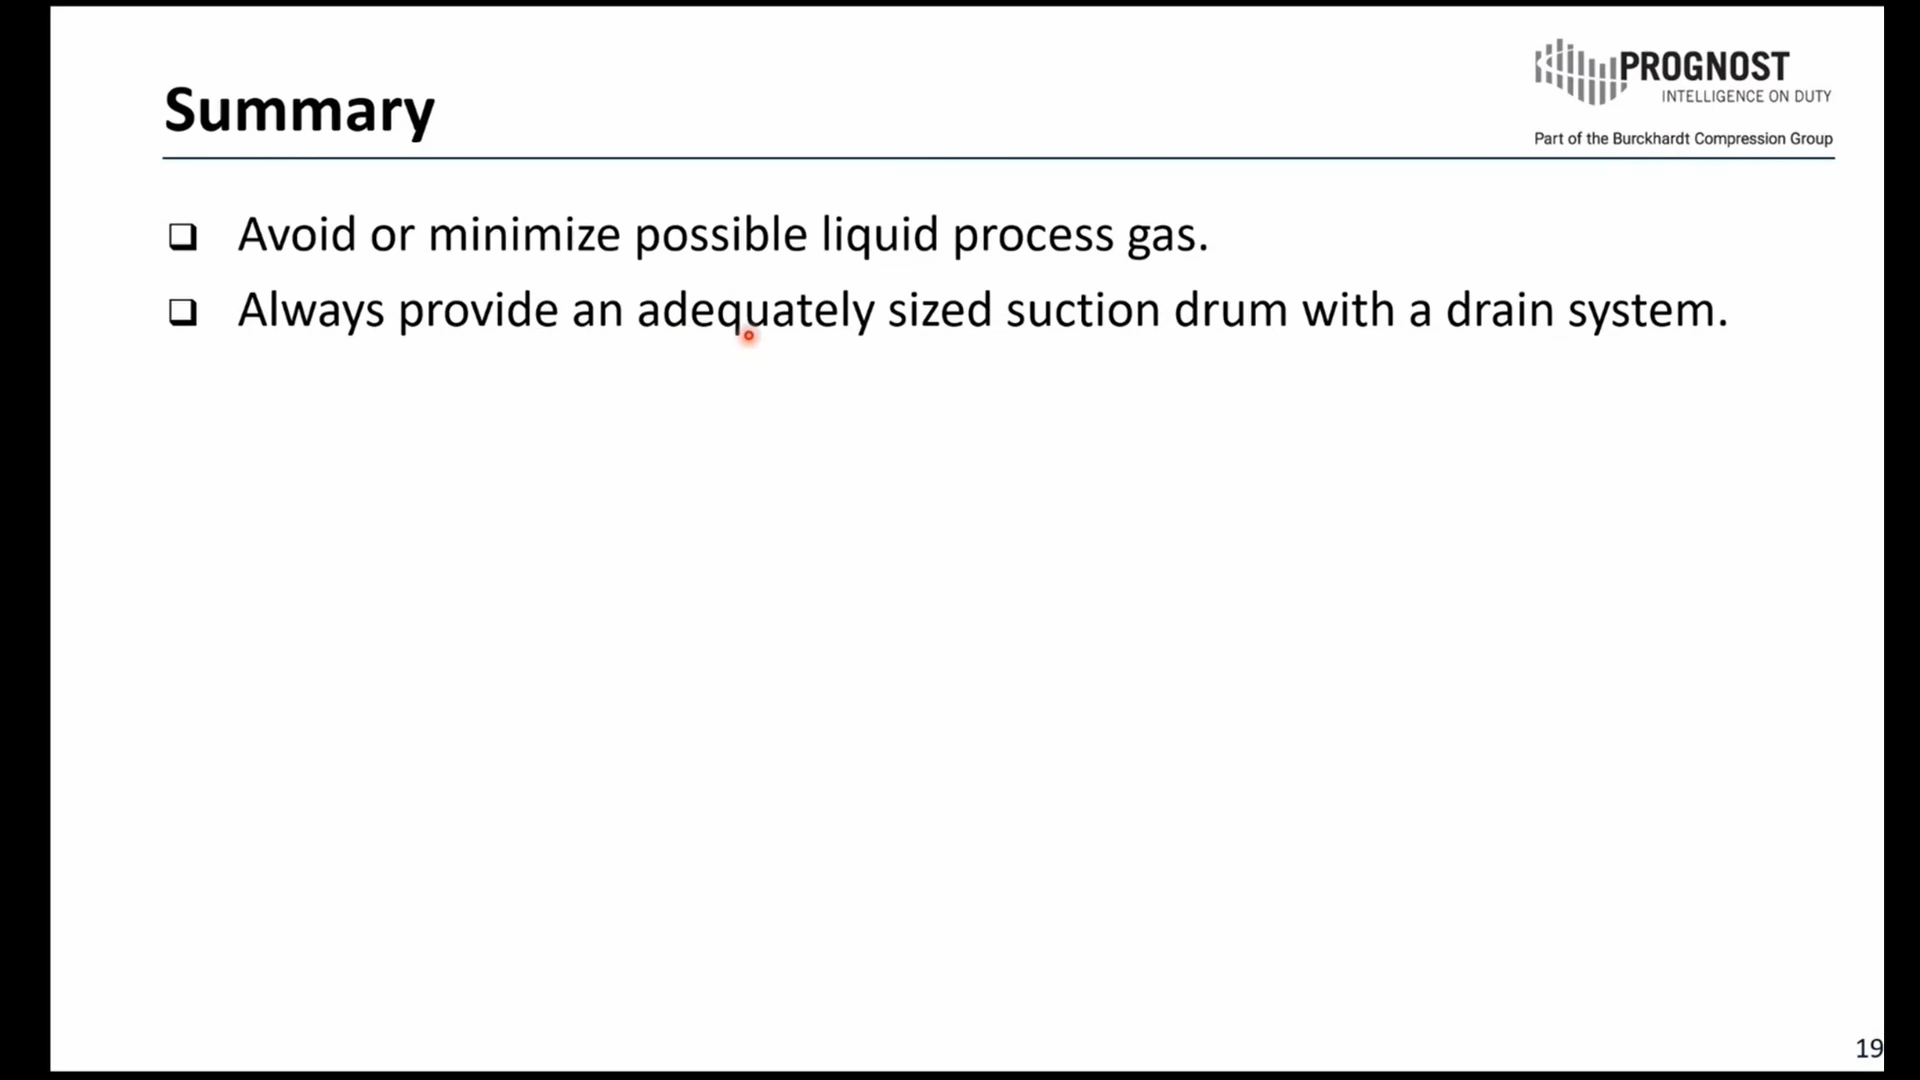 Summary
PROGNOST
INTELLIGENCE ON DUTY
Part of the Burckhardt Compression Group
Avoid or minimize possible liquid process gas.
Always provide an adequately sized suction drum with a drain system.
19